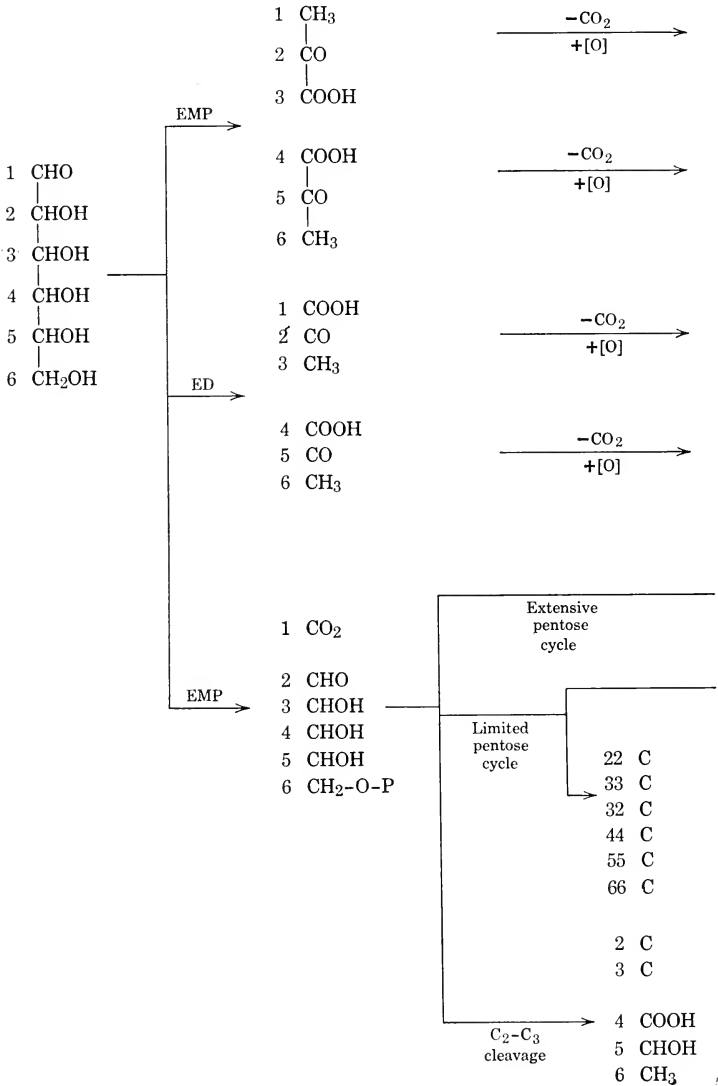 1 CH3
2 CO
3 COOH
−CO2
+[O]
EMP
4 COOH
5 CO
6 CH3
−CO2
+[O]
1 CHO
2 CHOH
3 CHOH
4 CHOH
5 CHOH
6 CH2OH
1 COOH
2 CO
3 CH3
−CO2
+[O]
ED
4 COOH
5 CO
6 CH3
−CO2
+[O]
1 CO2
EMP
2 CHO
3 CHOH
4 CHOH
5 CHOH
6 CH2-O-P
Extensive
pentose
cycle
Limited
pentose
cycle
22 C
33 C
32 C
44 C
55 C
66 C
2 C
3 C
C2-C3
cleavage
4 COOH
5 CHOH
6 CH3